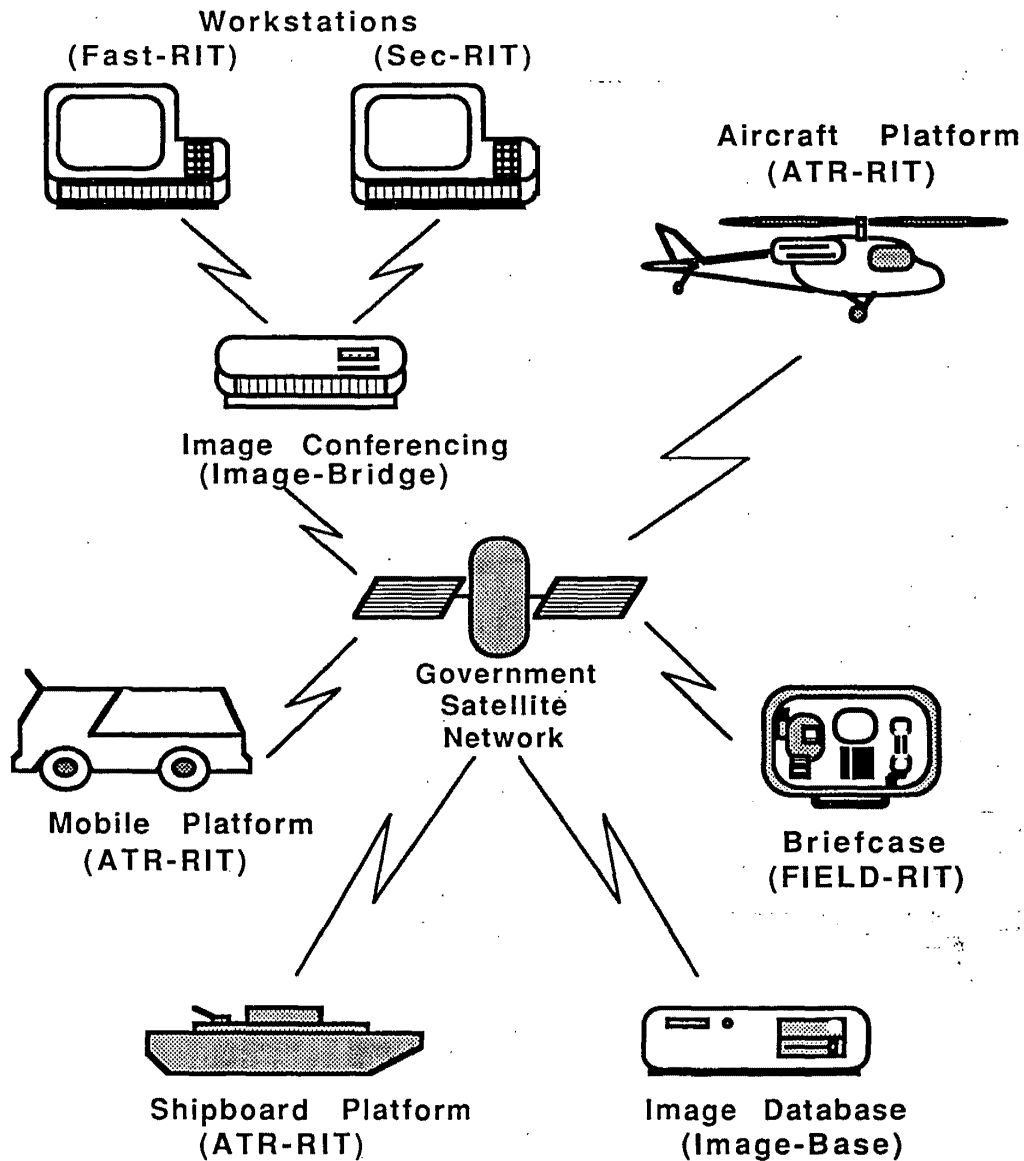 Workstations
(Fast-RIT) (Sec-RIT)
Aircraft Platform
(ATR-RIT)
Image Conferencing
(Image-Bridge)
Government
Satellite
Network
Mobile Platform
(ATR-RIT)
Briefcase
(FIELD-RIT)
Shipboard Platform
(ATR-RIT)
Image Database
(Image-Base)